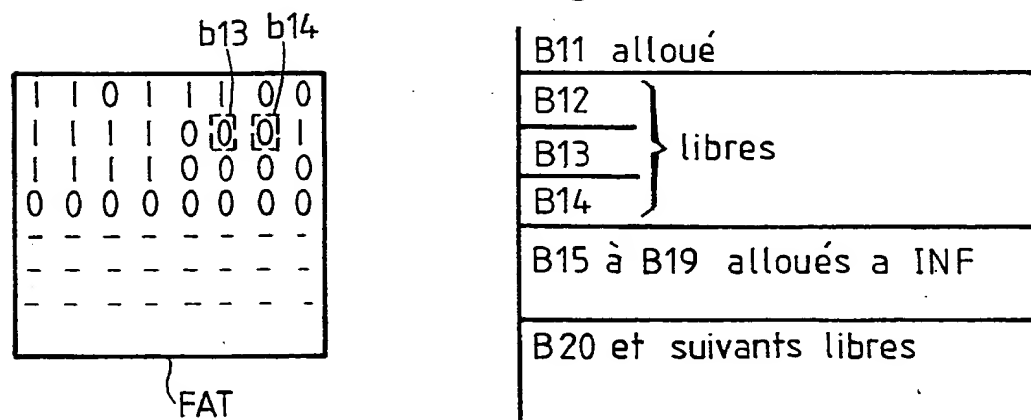 b13 b14
1 1 0 1 1 1 0 0
1 1 1 1 0 0 0 1
1 1 1 1 0 0 0 0
0 0 0 0 0 0 0 0
- - - - - - - -
- - - - - - - -
- - - - - - - -
FAT
B11 alloué
B12
B13
B14
libres
B15 à B19 alloués a INF
B20 et suivants libres